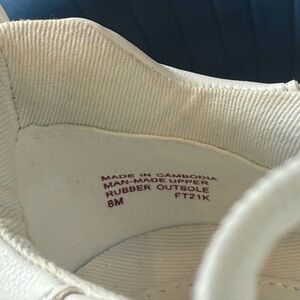 MADE IN CAMBODIA
MAN-MADE UPPER
RUBBER OUTSOLE
8M FT21K